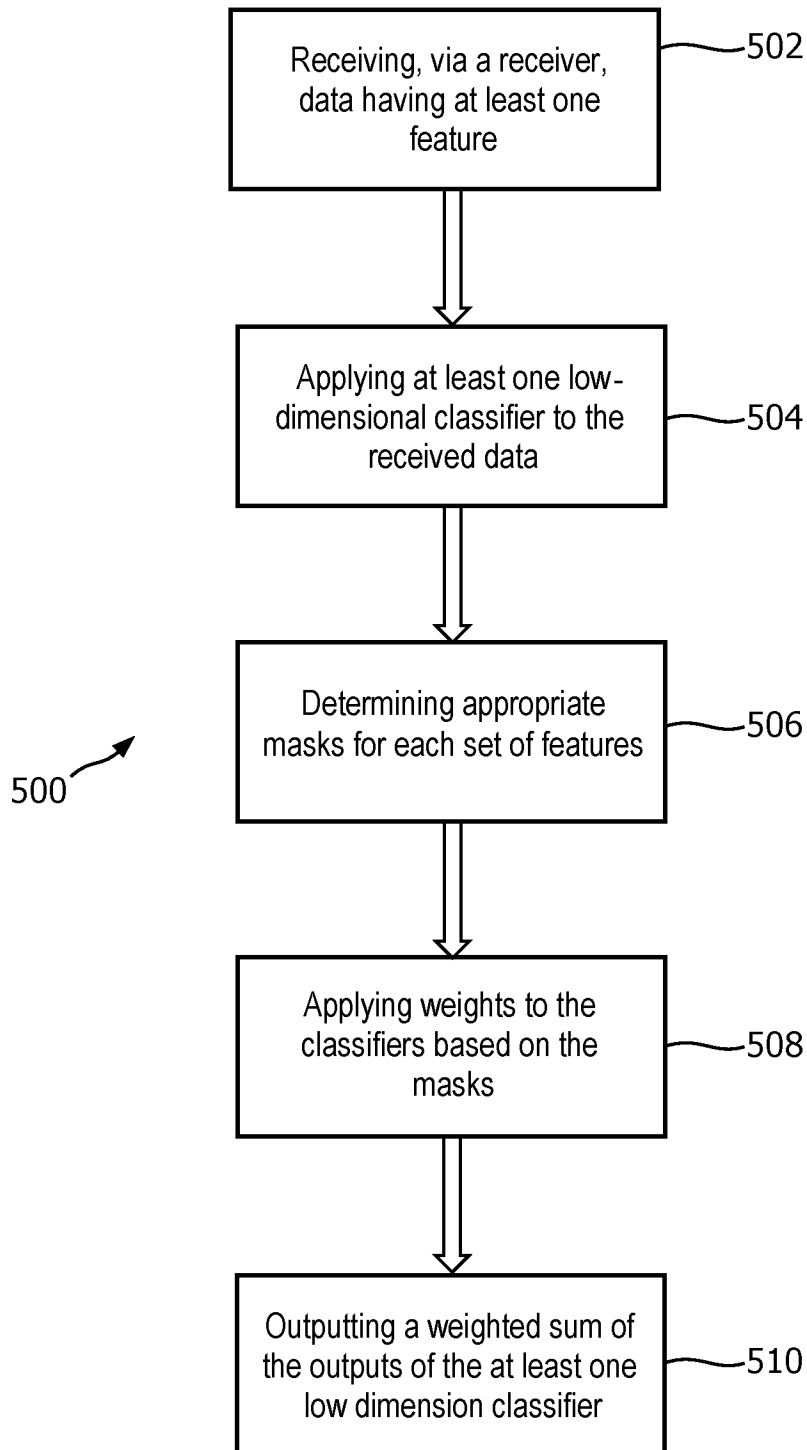 Receiving, via a receiver,
data having at least one
feature
502
Applying at least one low-
dimensional classifier to the
received data
504
Determining appropriate
masks for each set of features
506
500
Applying weights to the
classifiers based on the
masks
508
Outputting a weighted sum of
the outputs of the at least one
low dimension classifier
510